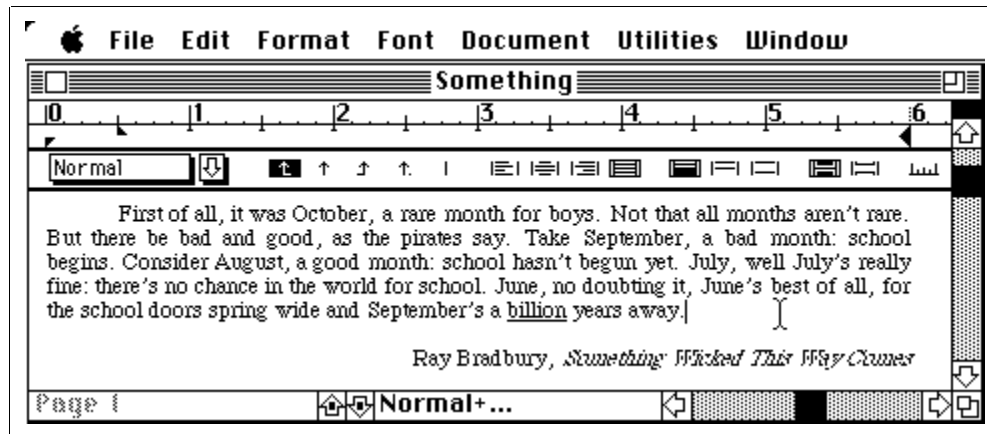 File Edit Format Font Document Utilities Window
Something
0 1 2 3 4 5 6
Normal
First of all, it was October, a rare month for boys. Not that all months aren't rare.
But there be bad and good, as the pirates say. Take September, a bad month: school
begins. Consider August, a good month: school hasn't begun yet. July, well July's really
fine: there's no chance in the world for school. June, no doubting it, June's best of all, for
the school doors spring wide and September's a billion years away.
Ray Bradbury, Something Wicked This Way Comes
Page 1 Normal+...